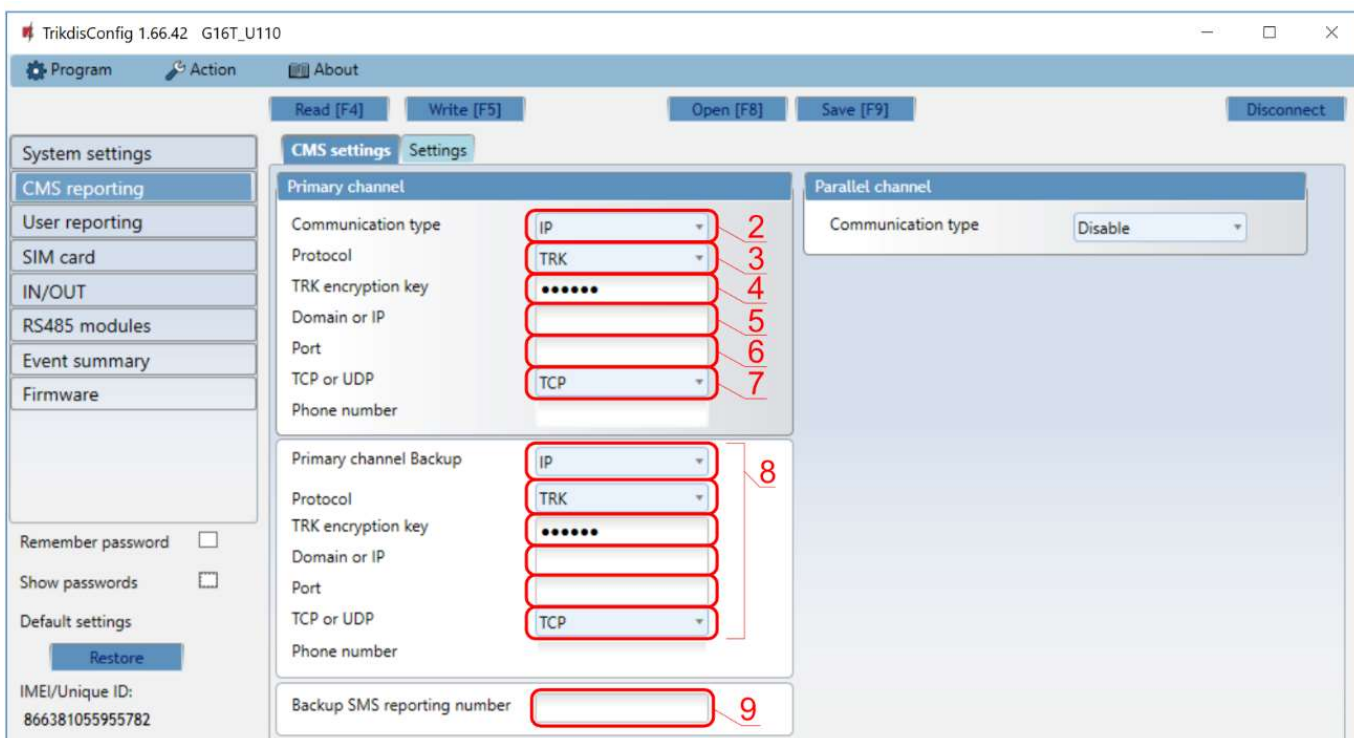 TrikdisConfig 1.66.42 G16T_U110
Program Action About
Read [F4] Write [F5] Open [F8] Save [F9] Disconnect
System settings
CMS reporting
User reporting
SIM card
IN/OUT
RS485 modules
Event summary
Firmware
Remember password
Show passwords
Default settings
Restore
IMEI/Unique ID:
866381055955782
CMS settings Settings
Primary channel
Communication type IP 2
Protocol TRK 3
TRK encryption key •••••• 4
Domain or IP 5
Port 6
TCP or UDP TCP 7
Phone number
Primary channel Backup IP 8
Protocol TRK
TRK encryption key ••••••
Domain or IP
Port
TCP or UDP TCP
Phone number
Backup SMS reporting number 9
Parallel channel
Communication type Disable